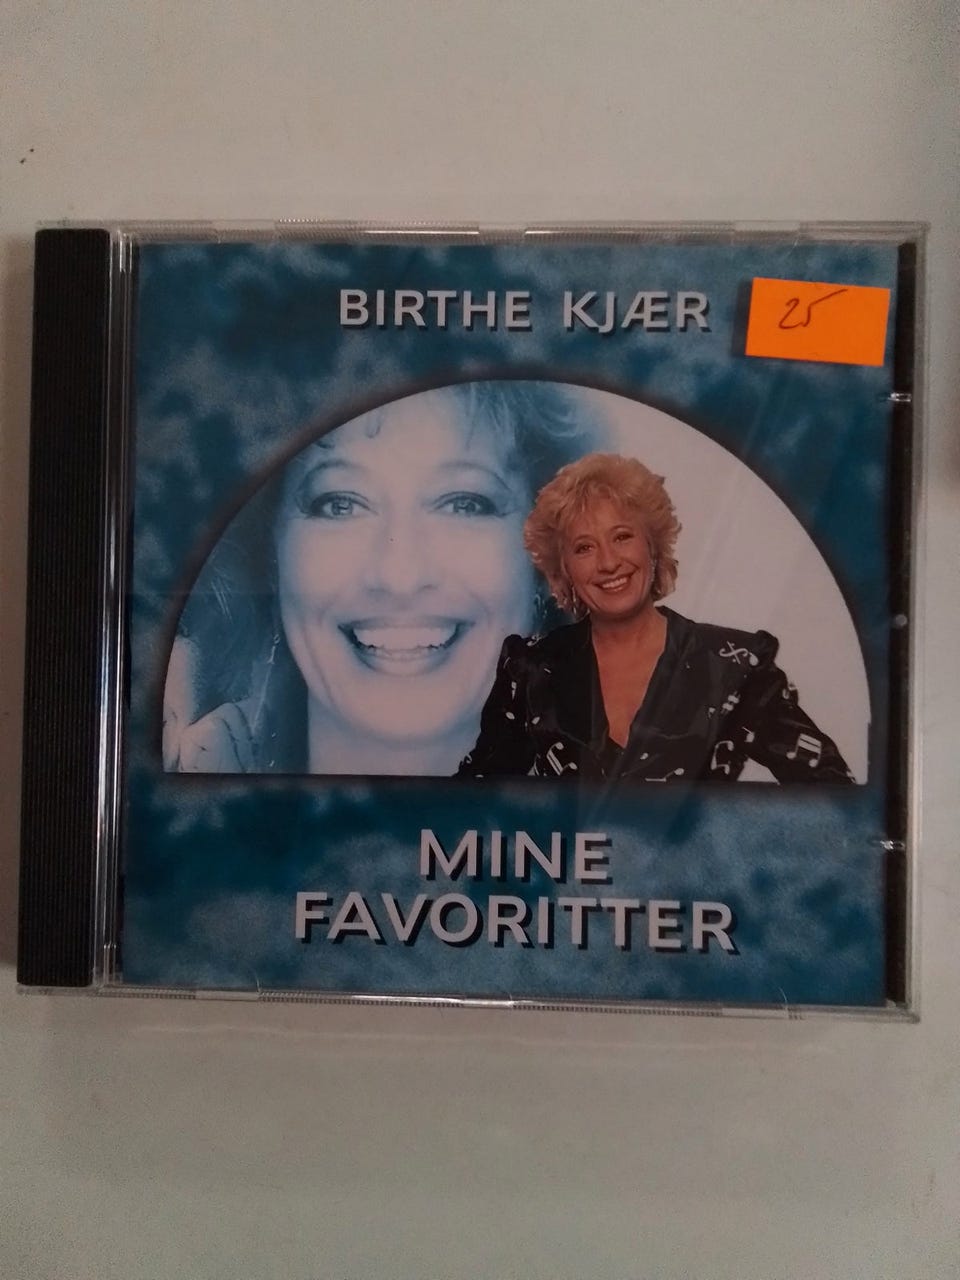 BIRTHE KJÆR
25
MINE
FAVORITTER